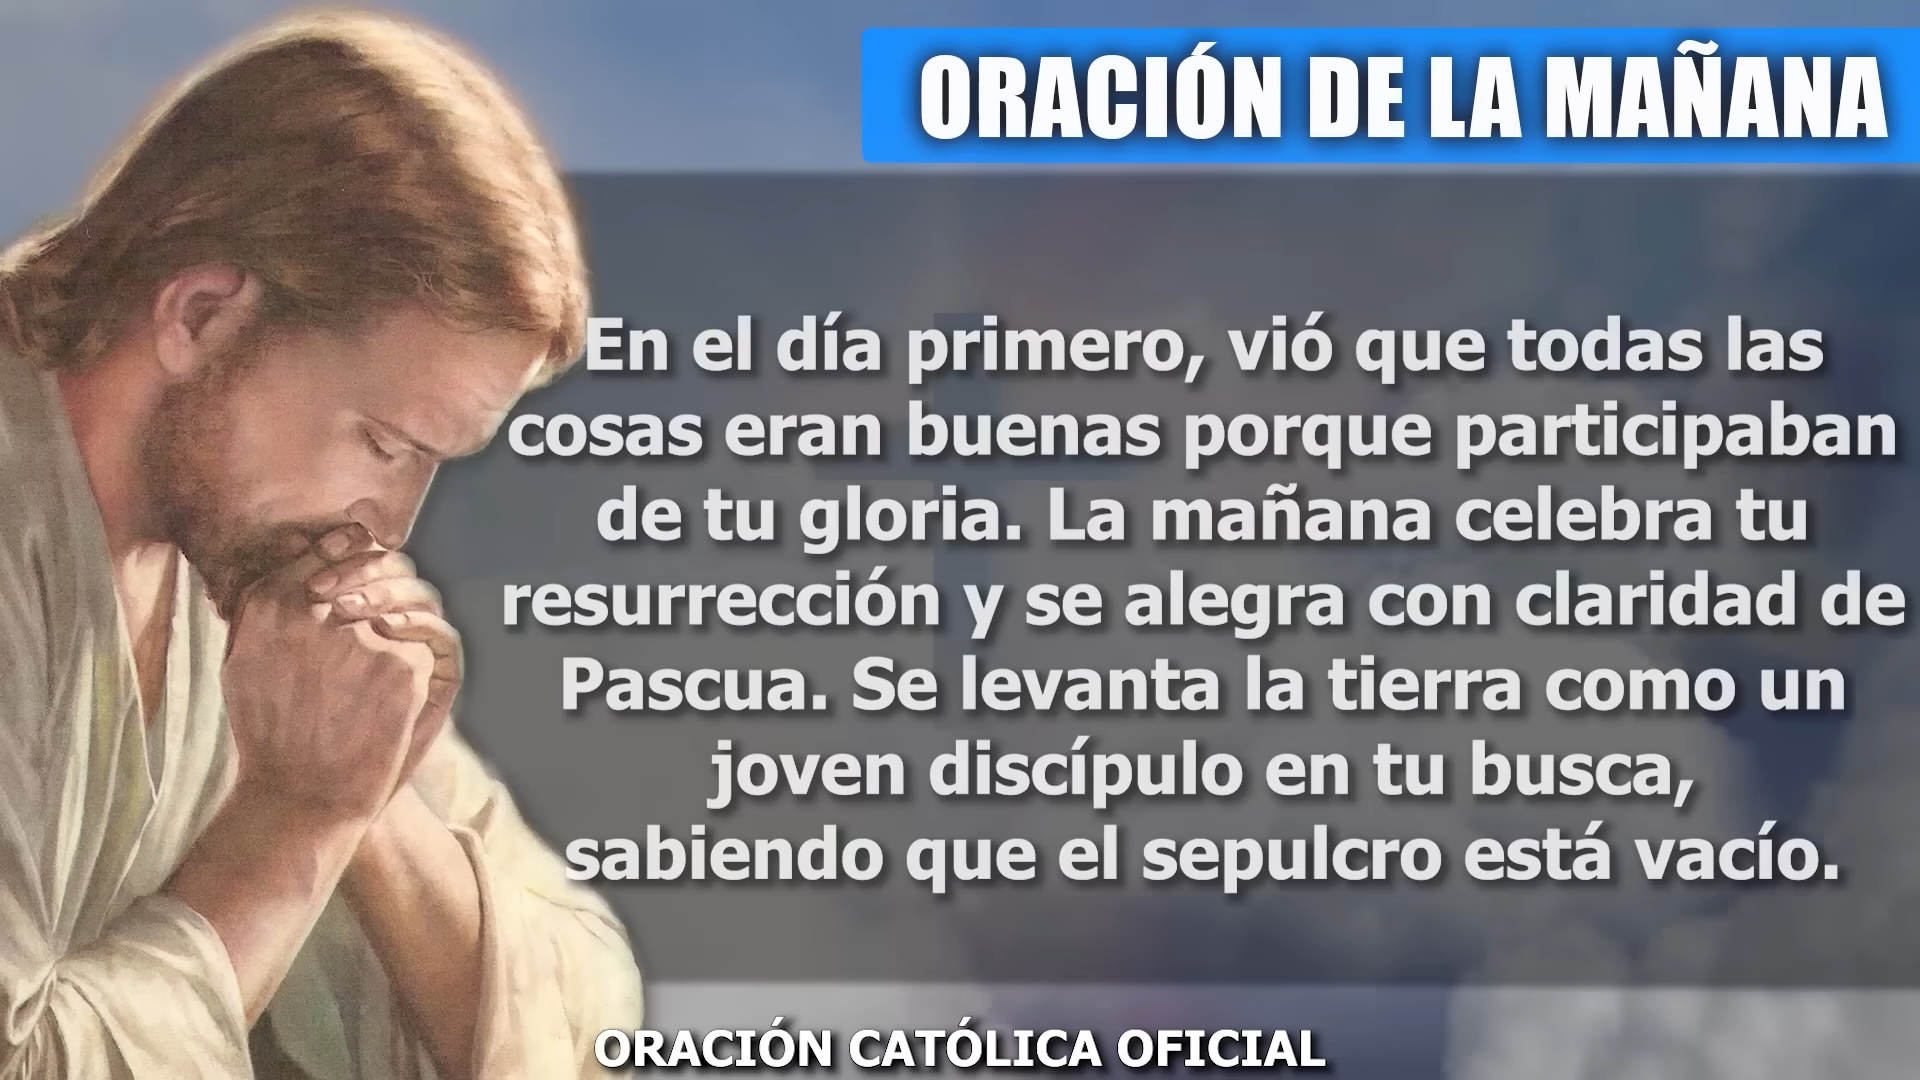 ORACIÓN DE LA MAÑANA
En el día primero, vió que todas las
cosas eran buenas porque participaban
de tu gloria. La mañana celebra tu
resurrección y se alegra con claridad de
Pascua. Se levanta la tierra como un
joven discípulo en tu busca,
sabiendo que el sepulcro está vacío.
ORACIÓN CATÓLICA OFICIAL